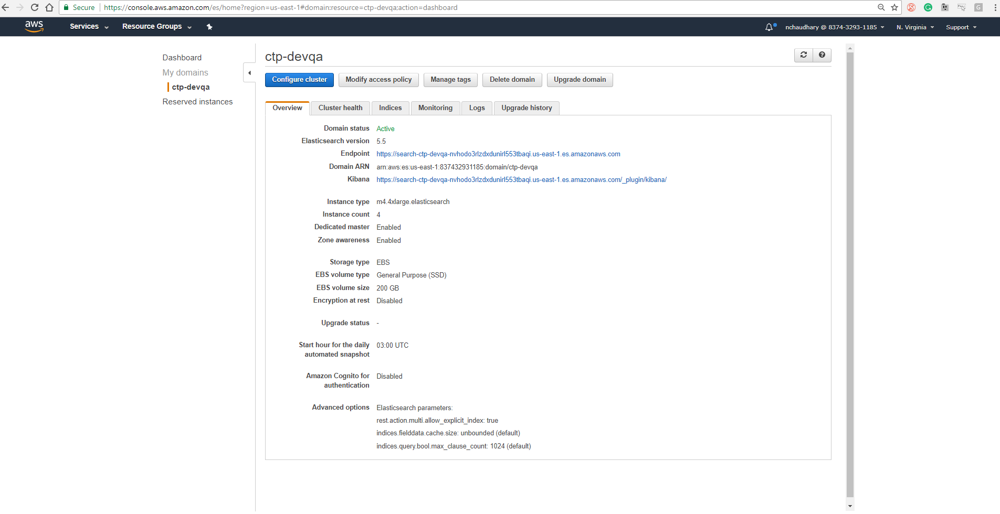 Secure https://console.aws.amazon.com/es/home?region=us-east-1#domain:resource=ctp-devqa;action=dashboard
aws Services Resource Groups nchaudhary @ 8374-3293-1185 N. Virginia Support
Dashboard
My domains
ctp-devqa
Reserved instances
ctp-devqa
Configure cluster Modify access policy Manage tags Delete domain Upgrade domain
Overview Cluster health Indices Monitoring Logs Upgrade history
Domain status Active
Elasticsearch version 5.5
Endpoint https://search-ctp-devqa-nvhodo3rlzdxdunirl553tbaqi.us-east-1.es.amazonaws.com
Domain ARN arn:aws:es:us-east-1:837432931185:domain/ctp-devqa
Kibana https://search-ctp-devqa-nvhodo3rlzdxdunirl553tbaqi.us-east-1.es.amazonaws.com/_plugin/kibana/
Instance type m4.4xlarge.elasticsearch
Instance count 4
Dedicated master Enabled
Zone awareness Enabled
Storage type EBS
EBS volume type General Purpose (SSD)
EBS volume size 200 GB
Encryption at rest Disabled
Upgrade status -
Start hour for the daily 03:00 UTC
automated snapshot
Amazon Cognito for Disabled
authentication
Advanced options Elasticsearch parameters:
rest.action.multi.allow_explicit_index: true
indices.fielddata.cache.size: unbounded (default)
indices.query.bool.max_clause_count: 1024 (default)